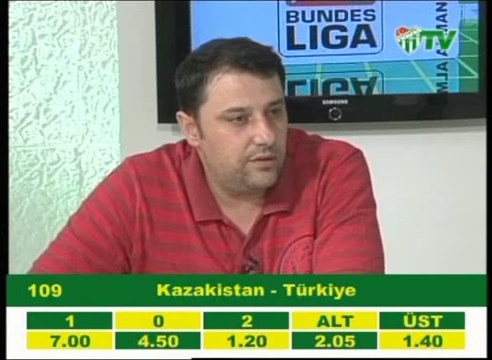 BUNDES
LIGA
TV
SAMSUNG
109 Kazakistan - Türkiye
1 0 2 ALT ÜST
7.00 4.50 1.20 2.05 1.40